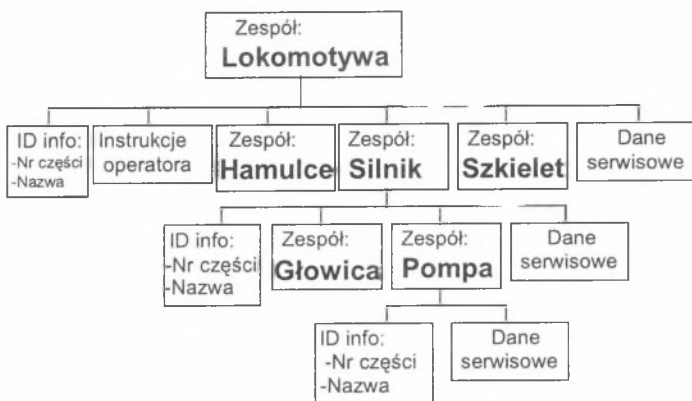 Zespół:
Lokomotywa
ID info:
-Nr części
-Nazwa
Instrukcje
operatora
Zespół:
Hamulce
Zespół:
Silnik
Zespół:
Szkielet
Dane
serwisowe
ID info:
-Nr części
-Nazwa
Zespół:
Głowica
Zespół:
Pompa
Dane
serwisowe
ID info:
-Nr części
-Nazwa
Dane
serwisowe